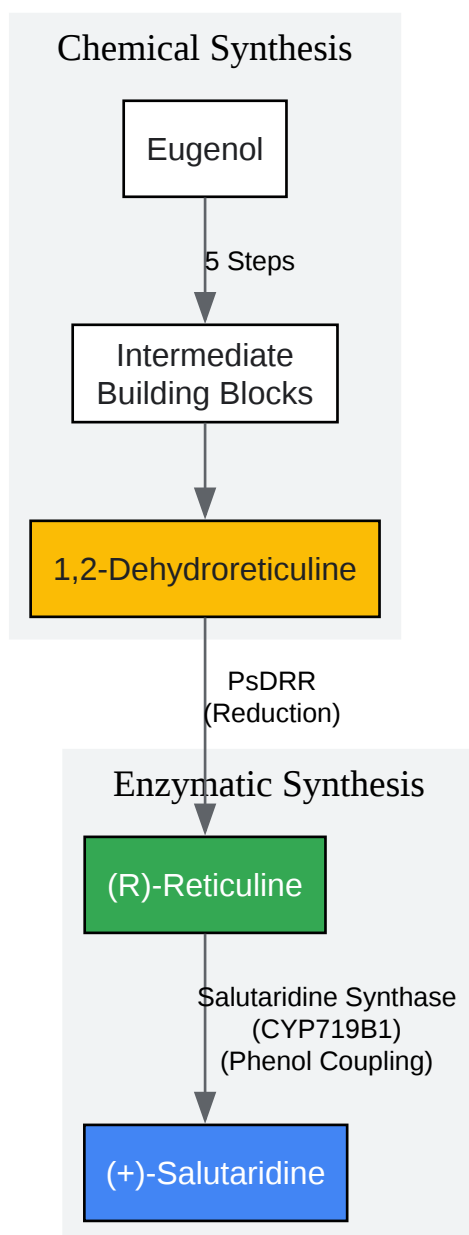 Chemical Synthesis
Eugenol
5 Steps
Intermediate
Building Blocks
1,2-Dehydroreticuline
PsDRR
(Reduction)
Enzymatic Synthesis
(R)-Reticuline
Salutaridine Synthase
(CYP719B1)
(Phenol Coupling)
(+)-Salutaridine